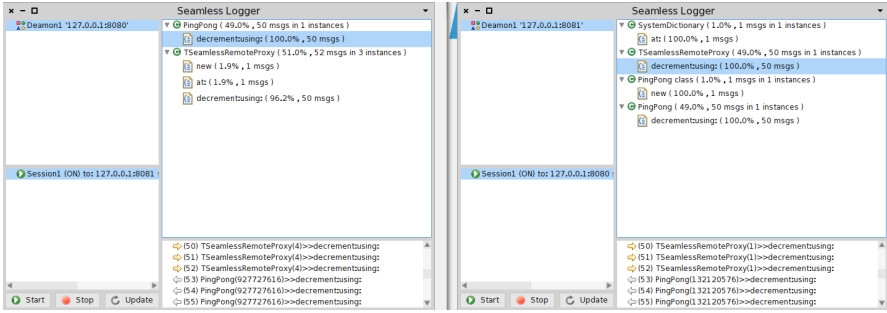 Seamless Logger
Deamon1 '127.0.0.1:8080'
PingPong ( 49.0% , 50 msgs in 1 instances )
decrement:using: ( 100.0% , 50 msgs )
TSeamlessRemoteProxy ( 51.0% , 52 msgs in 3 instances )
new ( 1.9% , 1 msgs )
at: ( 1.9% , 1 msgs )
decrement:using: ( 96.2% , 50 msgs )
Session1 (ON) to: 127.0.0.1:8081
(50) TSeamlessRemoteProxy(4)>>decrement:using:
(51) TSeamlessRemoteProxy(4)>>decrement:using:
(52) TSeamlessRemoteProxy(4)>>decrement:using:
(53) PingPong(927727616)>>decrement:using:
(54) PingPong(927727616)>>decrement:using:
(55) PingPong(927727616)>>decrement:using:
Start Stop Update
Seamless Logger
Deamon1 '127.0.0.1:8081'
SystemDictionary ( 1.0% , 1 msgs in 1 instances )
at: ( 100.0% , 1 msgs )
TSeamlessRemoteProxy ( 49.0% , 50 msgs in 1 instances )
decrement:using: ( 100.0% , 50 msgs )
PingPong class ( 1.0% , 1 msgs in 1 instances )
new ( 100.0% , 1 msgs )
PingPong ( 49.0% , 50 msgs in 1 instances )
decrement:using: ( 100.0% , 50 msgs )
Session1 (ON) to: 127.0.0.1:8080
(50) TSeamlessRemoteProxy(1)>>decrement:using:
(51) TSeamlessRemoteProxy(1)>>decrement:using:
(52) TSeamlessRemoteProxy(1)>>decrement:using:
(53) PingPong(132120576)>>decrement:using:
(54) PingPong(132120576)>>decrement:using:
(55) PingPong(132120576)>>decrement:using:
Start Stop Update